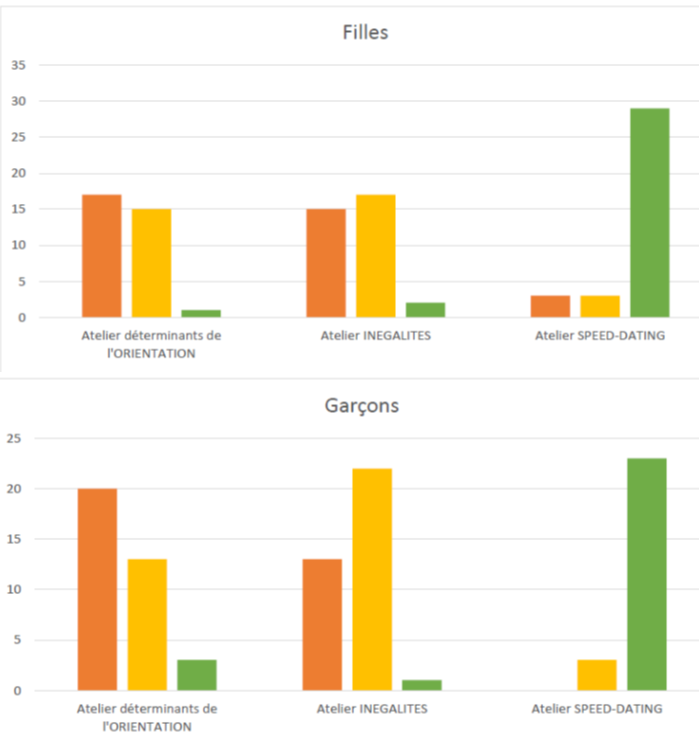 Filles
35
30
25
20
15
10
5
0
Atelier déterminants de
l'ORIENTATION
Atelier INEGALITES
Atelier SPEED-DATING
Garçons
25
20
15
10
5
0
Atelier déterminants de
l'ORIENTATION
Atelier INEGALITES
Atelier SPEED-DATING